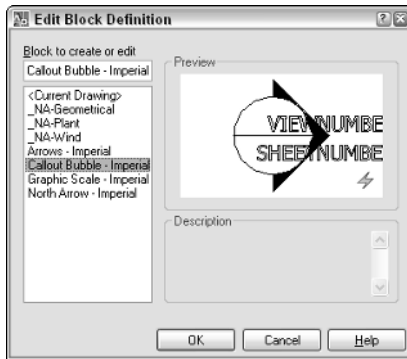 Edit Block Definition
Block to create or edit
Callout Bubble - Imperial
<Current Drawing>
_NA-Geometrical
_NA-Plant
_NA-Wind
Arrows - Imperial
Callout Bubble - Imperial
Graphic Scale - Imperial
North Arrow - Imperial
Preview
VIEWNUMBE
SHEETNUMBE
Description
OK
Cancel
Help